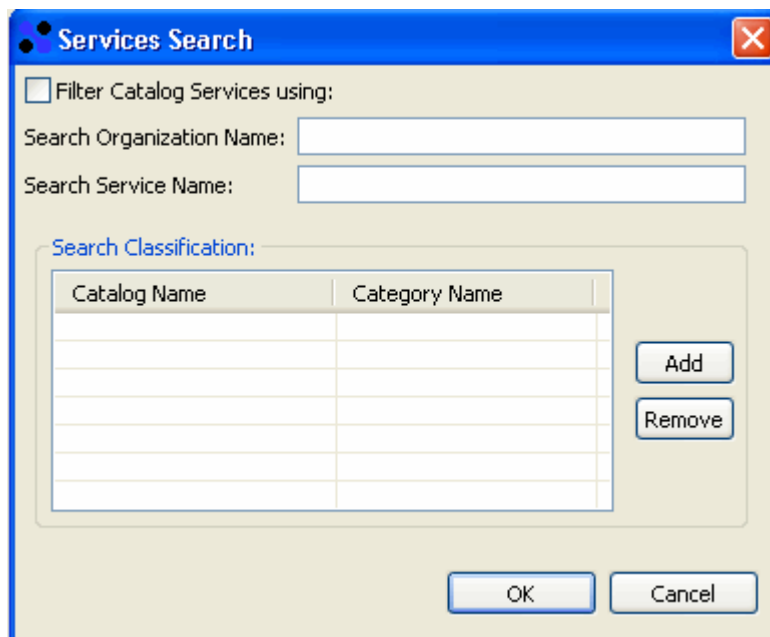 Services Search
Filter Catalog Services using:
Search Organization Name:
Search Service Name:
Search Classification:
Catalog Name Category Name
Add
Remove
OK Cancel